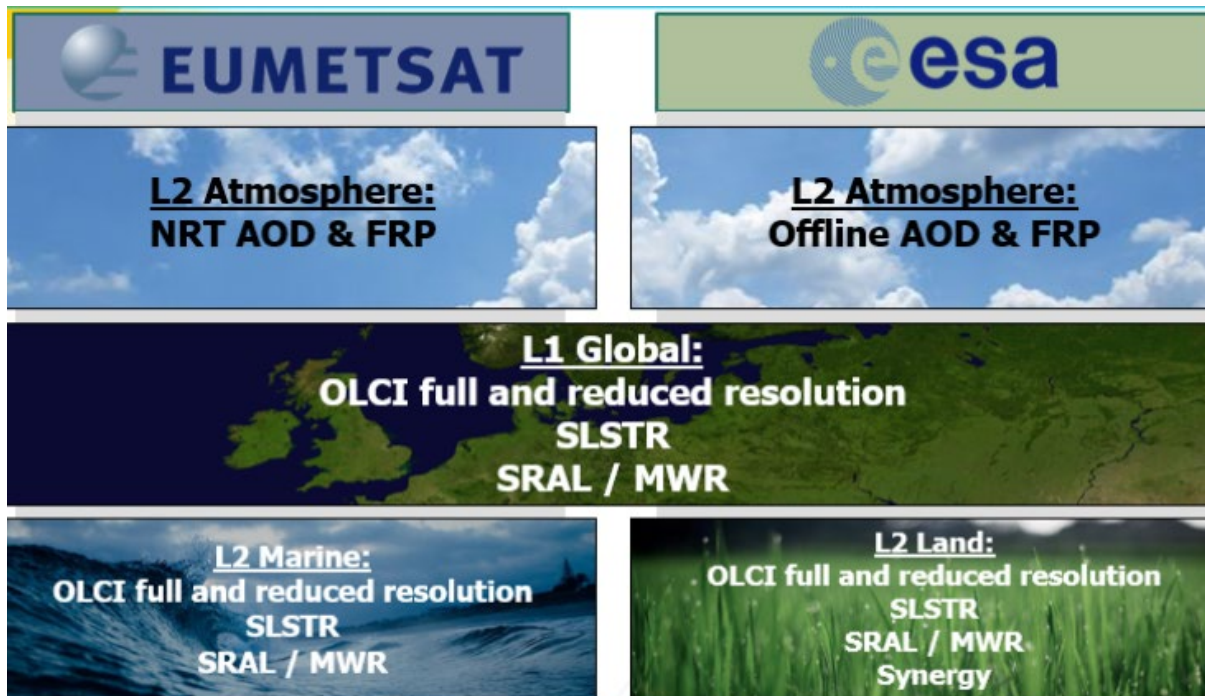 EUMETSAT
esa
L2 Atmosphere:
NRT AOD & FRP
L2 Atmosphere:
Offline AOD & FRP
L1 Global:
OLCI full and reduced resolution
SLSTR
SRAL / MWR
L2 Marine:
OLCI full and reduced resolution
SLSTR
SRAL / MWR
L2 Land:
OLCI full and reduced resolution
SLSTR
SRAL / MWR
Synergy